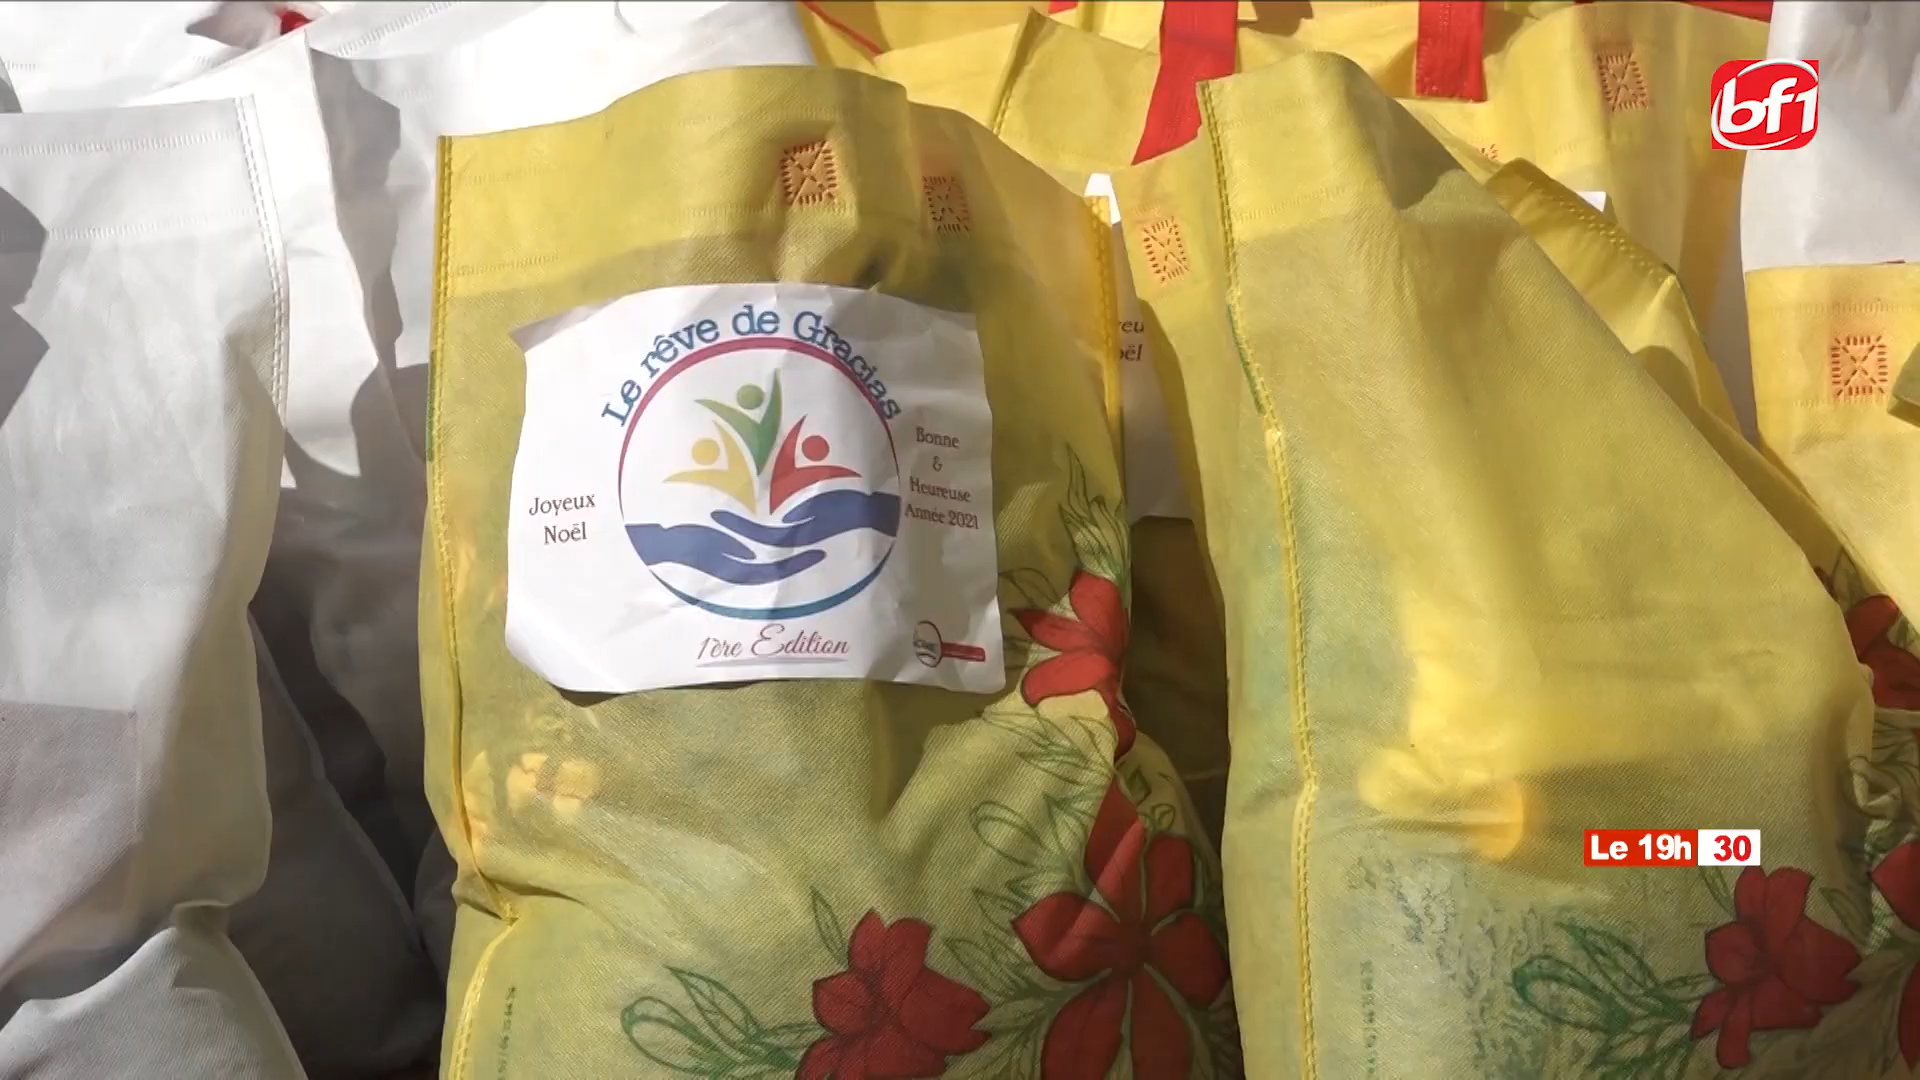 bf1
Le rêve de Gracias
Joyeux
Noël
Bonne
&
Heureuse
Année 2021
1ère Edition
Le 19h 30